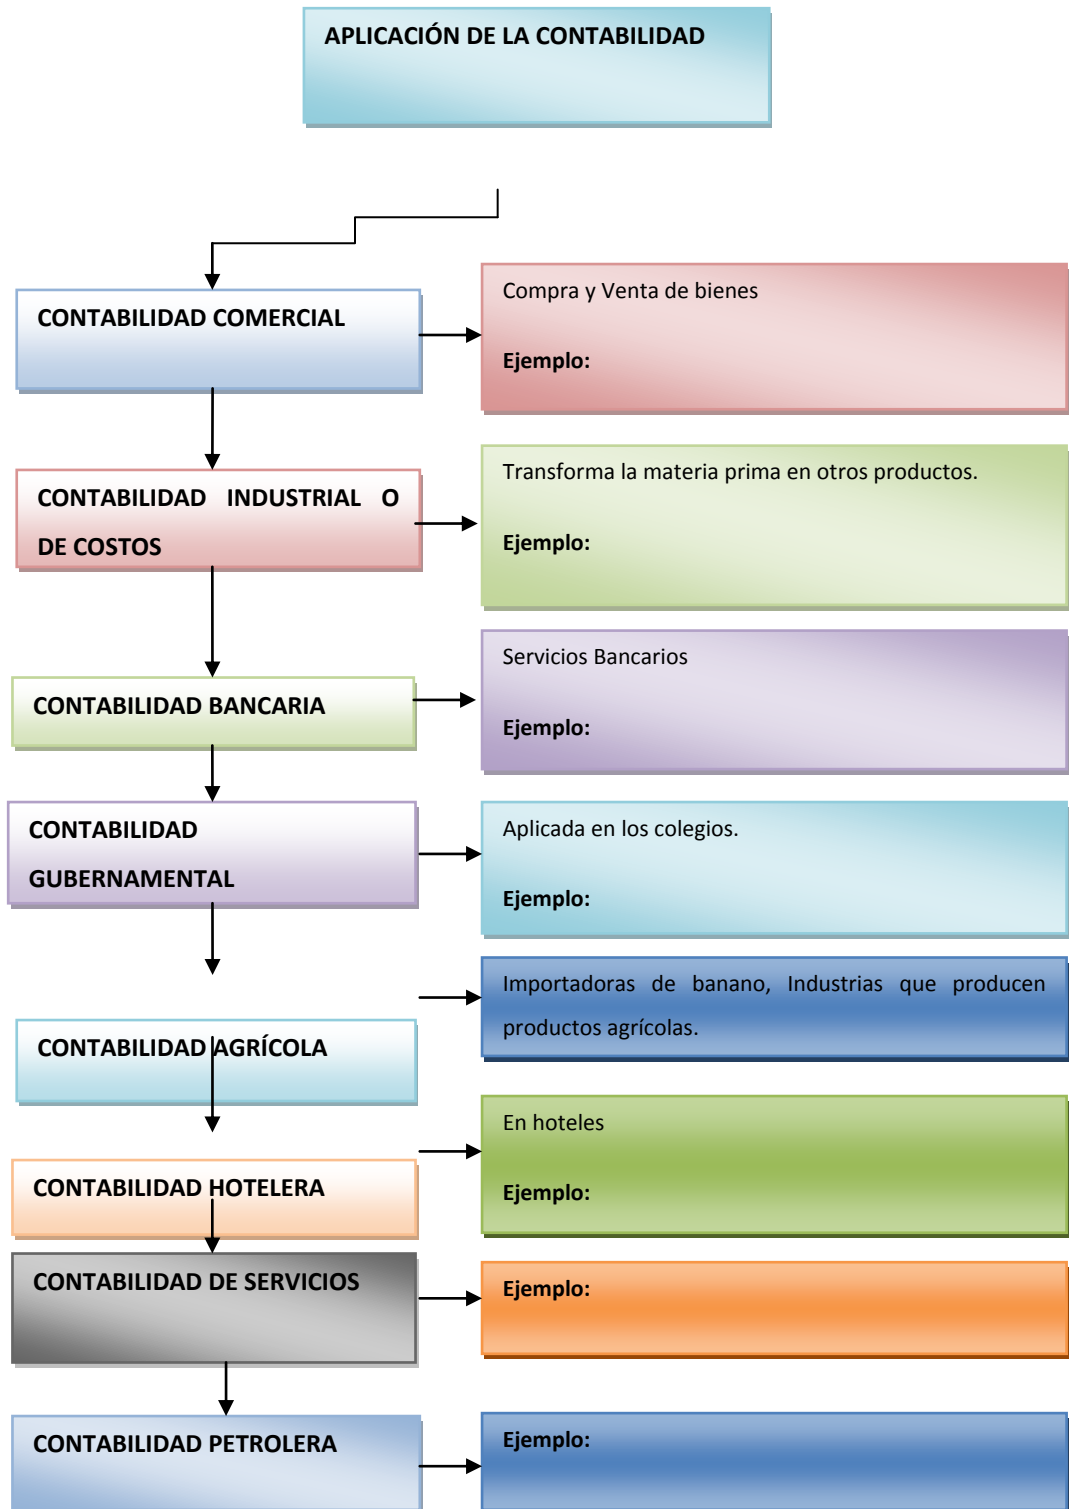 APLICACIÓN DE LA CONTABILIDAD
CONTABILIDAD COMERCIAL
Compra y Venta de bienes
Ejemplo:
CONTABILIDAD INDUSTRIAL O
DE COSTOS
Transforma la materia prima en otros productos.
Ejemplo:
CONTABILIDAD BANCARIA
Servicios Bancarios
Ejemplo:
CONTABILIDAD
GUBERNAMENTAL
Aplicada en los colegios.
Ejemplo:
CONTABILIDAD AGRÍCOLA
Importadoras de banano, Industrias que producen
productos agrícolas.
CONTABILIDAD HOTELERA
En hoteles
Ejemplo:
CONTABILIDAD DE SERVICIOS
Ejemplo:
CONTABILIDAD PETROLERA
Ejemplo: